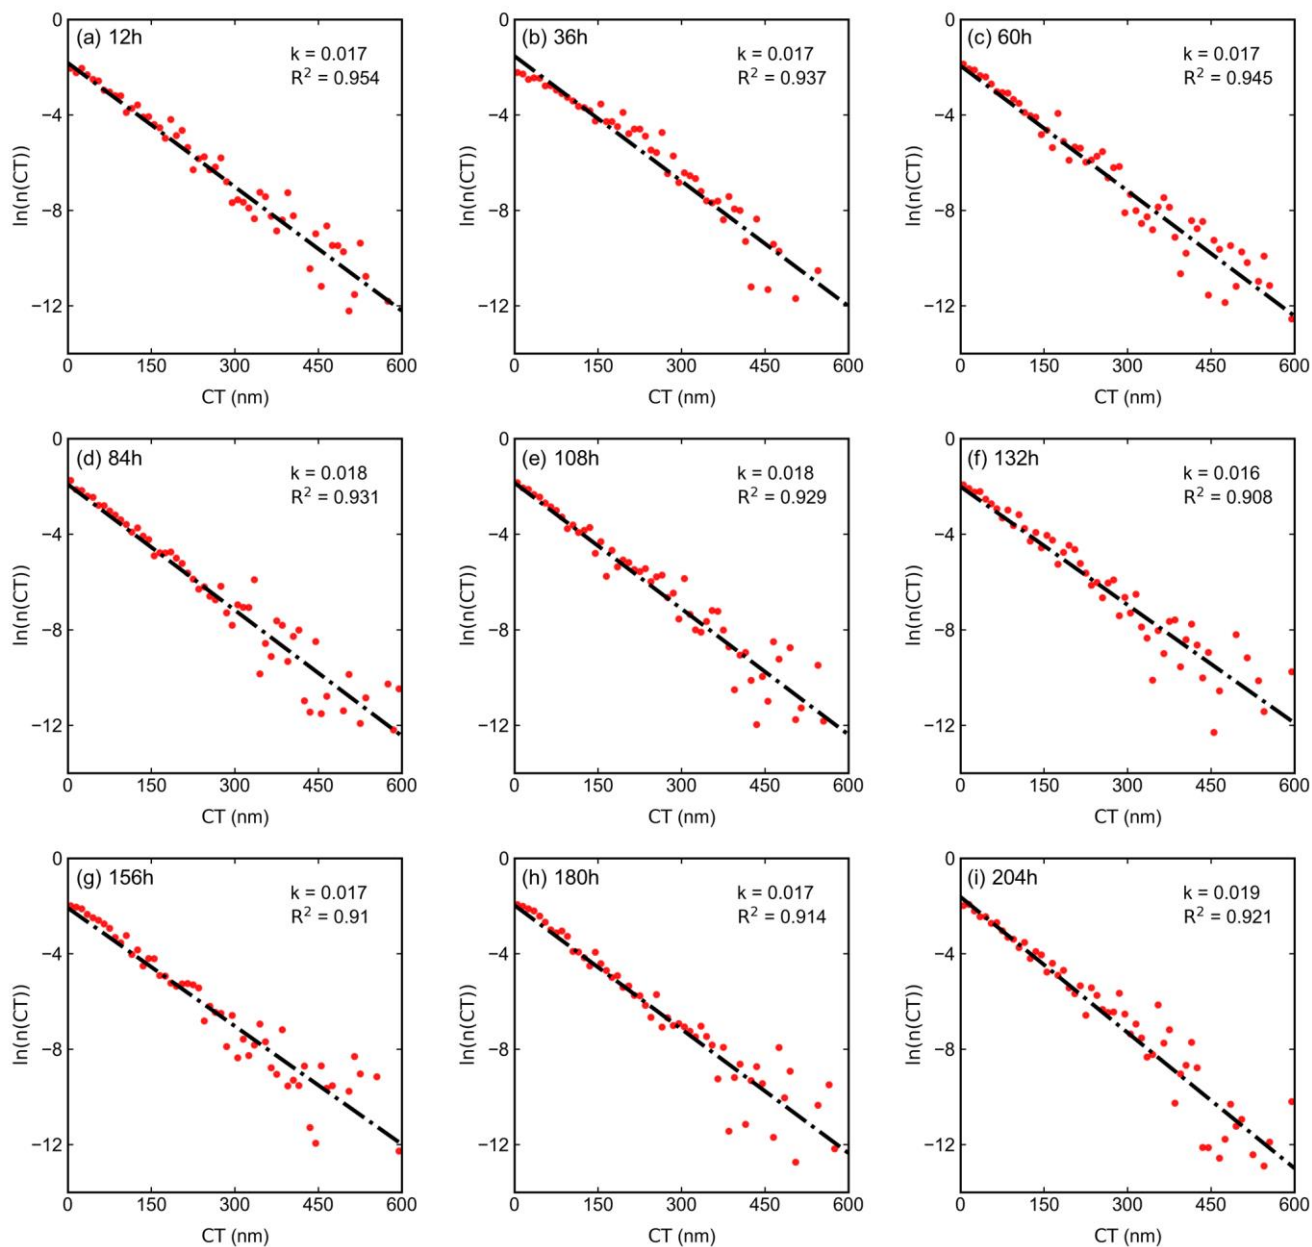 (a) 12h
k = 0.017
R² = 0.954
−4
−8
−12
0
150
300
450
600
ln(n(CT))
CT (nm)
(b) 36h
k = 0.017
R² = 0.937
−4
−8
−12
0
150
300
450
600
ln(n(CT))
CT (nm)
(c) 60h
k = 0.017
R² = 0.945
−4
−8
−12
0
150
300
450
600
ln(n(CT))
CT (nm)
(d) 84h
k = 0.018
R² = 0.931
0
−4
−8
−12
0
150
300
450
600
ln(n(CT))
CT (nm)
(e) 108h
k = 0.018
R² = 0.929
0
−4
−8
−12
0
150
300
450
600
ln(n(CT))
CT (nm)
(f) 132h
k = 0.016
R² = 0.908
0
−4
−8
−12
0
150
300
450
600
ln(n(CT))
CT (nm)
(g) 156h
k = 0.017
R² = 0.91
0
−4
−8
−12
0
150
300
450
600
ln(n(CT))
CT (nm)
(h) 180h
k = 0.017
R² = 0.914
0
−4
−8
−12
0
150
300
450
600
ln(n(CT))
CT (nm)
(i) 204h
k = 0.019
R² = 0.921
0
−4
−8
−12
0
150
300
450
600
ln(n(CT))
CT (nm)